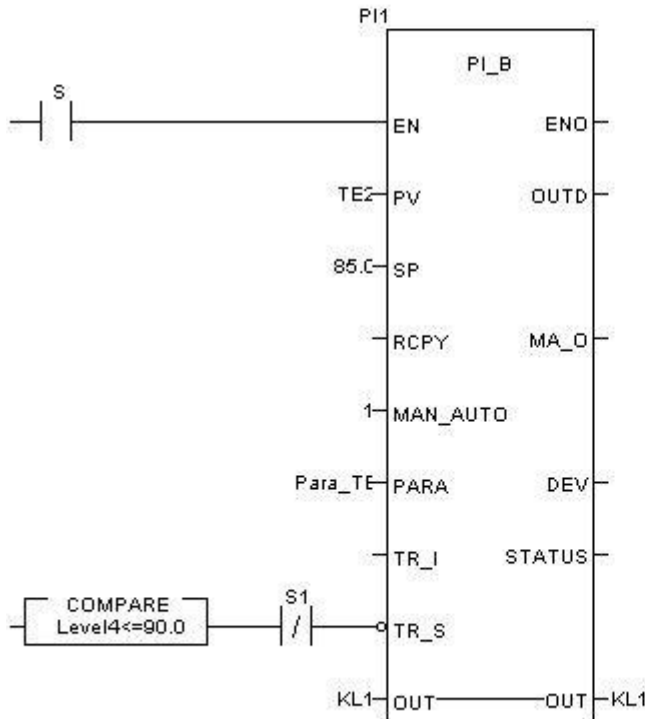 PI1
PI_B
S
EN ENO
TE2 PV OUTD
85.0 SP
RCPY MA_O
1 MAN_AUTO
Para_TE PARA DEV
TR_I STATUS
COMPARE
Level4<=90.0
S1
/
TR_S
KL1 OUT OUT KL1